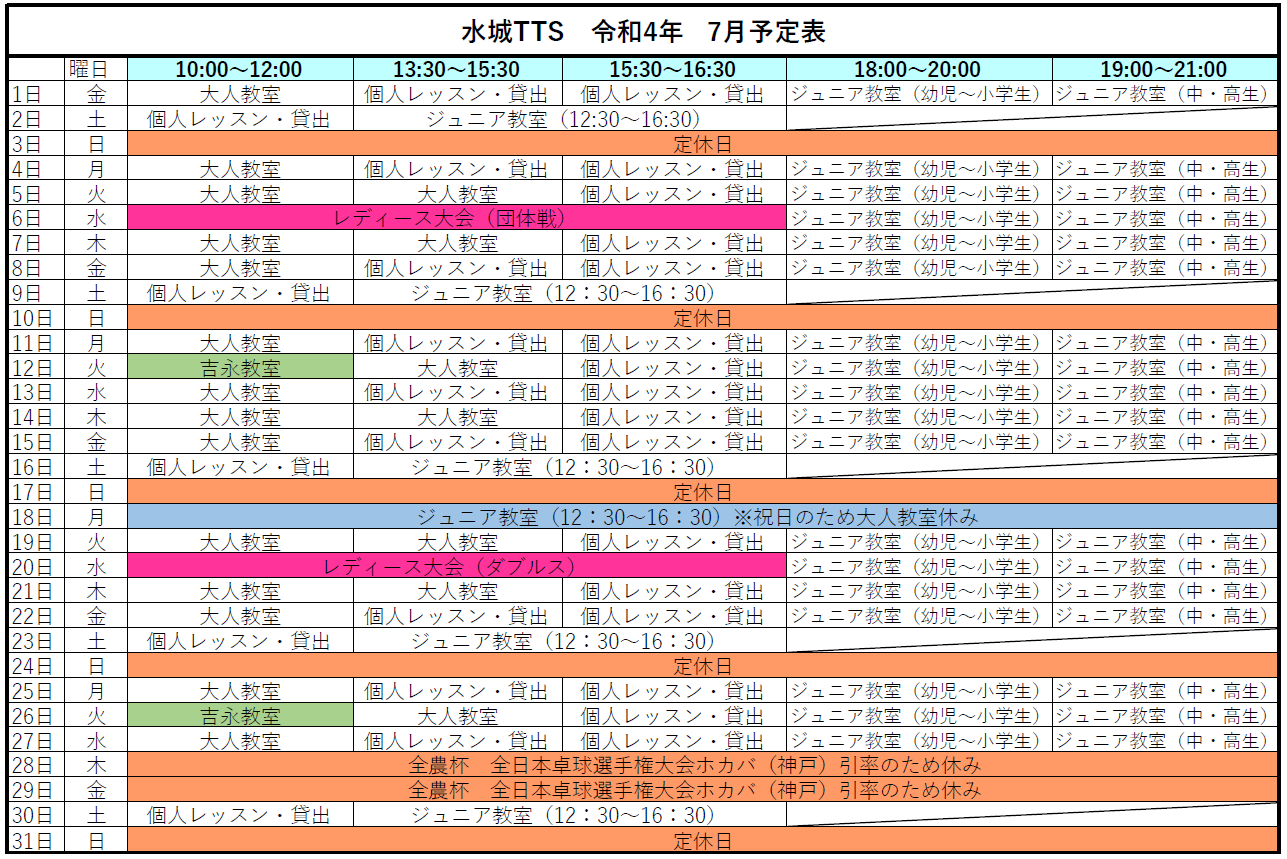 水城TTS　令和4年　7月予定表
曜日 10:00～12:00 13:30～15:30 15:30～16:30 18:00～20:00 19:00～21:00
1日 金 大人教室 個人レッスン・貸出 個人レッスン・貸出 ジュニア教室（幼児～小学生） ジュニア教室（中・高生）
2日 土 個人レッスン・貸出 ジュニア教室（12:30～16:30）
3日 日 定休日
4日 月 大人教室 個人レッスン・貸出 個人レッスン・貸出 ジュニア教室（幼児～小学生） ジュニア教室（中・高生）
5日 火 大人教室 大人教室 個人レッスン・貸出 ジュニア教室（幼児～小学生） ジュニア教室（中・高生）
6日 水 レディース大会（団体戦） ジュニア教室（幼児～小学生） ジュニア教室（中・高生）
7日 木 大人教室 大人教室 個人レッスン・貸出 ジュニア教室（幼児～小学生） ジュニア教室（中・高生）
8日 金 大人教室 個人レッスン・貸出 個人レッスン・貸出 ジュニア教室（幼児～小学生） ジュニア教室（中・高生）
9日 土 個人レッスン・貸出 ジュニア教室（12：30～16：30）
10日 日 定休日
11日 月 大人教室 個人レッスン・貸出 個人レッスン・貸出 ジュニア教室（幼児～小学生） ジュニア教室（中・高生）
12日 火 吉永教室 大人教室 個人レッスン・貸出 ジュニア教室（幼児～小学生） ジュニア教室（中・高生）
13日 水 大人教室 個人レッスン・貸出 個人レッスン・貸出 ジュニア教室（幼児～小学生） ジュニア教室（中・高生）
14日 木 大人教室 大人教室 個人レッスン・貸出 ジュニア教室（幼児～小学生） ジュニア教室（中・高生）
15日 金 大人教室 個人レッスン・貸出 個人レッスン・貸出 ジュニア教室（幼児～小学生） ジュニア教室（中・高生）
16日 土 個人レッスン・貸出 ジュニア教室（12：30～16：30）
17日 日 定休日
18日 月 ジュニア教室（12：30～16：30）※祝日のため大人教室休み
19日 火 大人教室 大人教室 個人レッスン・貸出 ジュニア教室（幼児～小学生） ジュニア教室（中・高生）
20日 水 レディース大会（ダブルス） ジュニア教室（幼児～小学生） ジュニア教室（中・高生）
21日 木 大人教室 大人教室 個人レッスン・貸出 ジュニア教室（幼児～小学生） ジュニア教室（中・高生）
22日 金 大人教室 個人レッスン・貸出 個人レッスン・貸出 ジュニア教室（幼児～小学生） ジュニア教室（中・高生）
23日 土 個人レッスン・貸出 ジュニア教室（12：30～16：30）
24日 日 定休日
25日 月 大人教室 個人レッスン・貸出 個人レッスン・貸出 ジュニア教室（幼児～小学生） ジュニア教室（中・高生）
26日 火 吉永教室 大人教室 個人レッスン・貸出 ジュニア教室（幼児～小学生） ジュニア教室（中・高生）
27日 水 大人教室 個人レッスン・貸出 個人レッスン・貸出 ジュニア教室（幼児～小学生） ジュニア教室（中・高生）
28日 木 全農杯　全日本卓球選手権大会ホカバ（神戸）引率のため休み
29日 金 全農杯　全日本卓球選手権大会ホカバ（神戸）引率のため休み
30日 土 個人レッスン・貸出 ジュニア教室（12：30～16：30）
31日 日 定休日